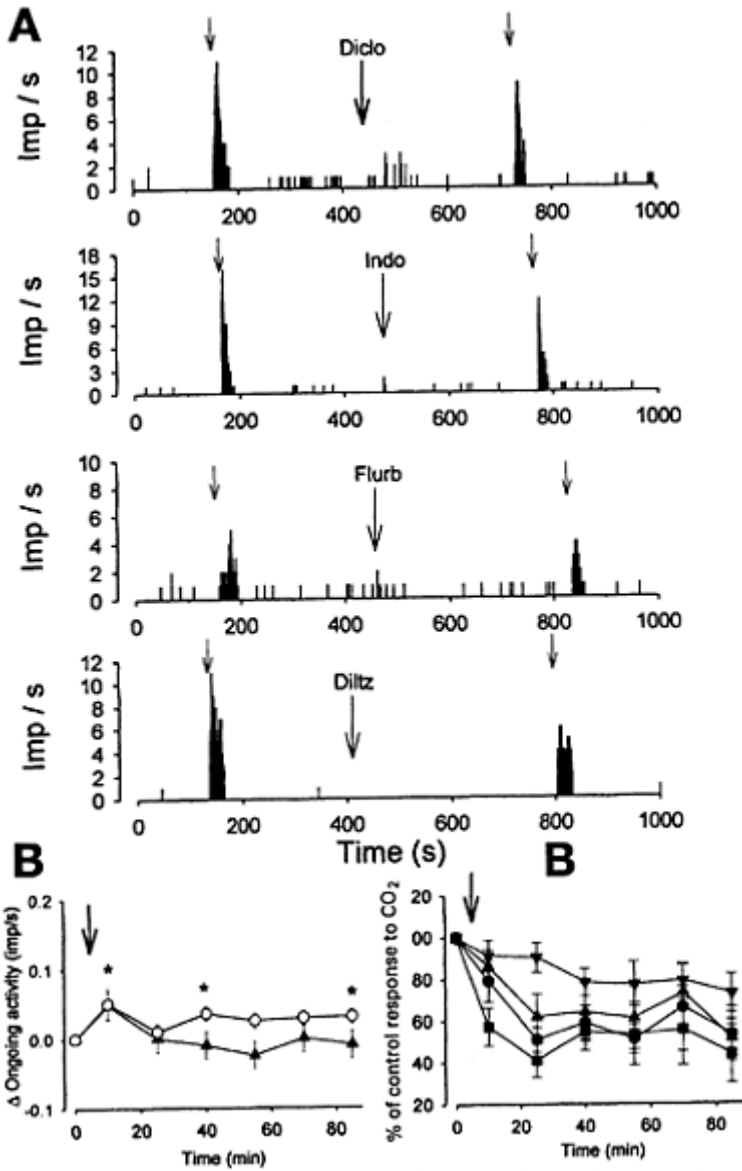 A
Imp / s
12
10
8
6
4
2
0
Diclo
0 200 400 600 800 1000
Imp / s
18
15
12
9
6
3
0
Indo
0 200 400 600 800 1000
Imp / s
10
8
6
4
2
0
Flurb
0 200 400 600 800 1000
Imp / s
12
10
8
6
4
2
0
Diltz
0 200 400 600 800 1000
Time (s)
B
Δ Ongoing activity (imp/s)
0.2
0.1
0.0
-0.1
* * *
0 20 40 60 80
Time (min)
B
% of control response to CO₂
20
00
80
60
40
20
0 20 40 60 80
Time (min)